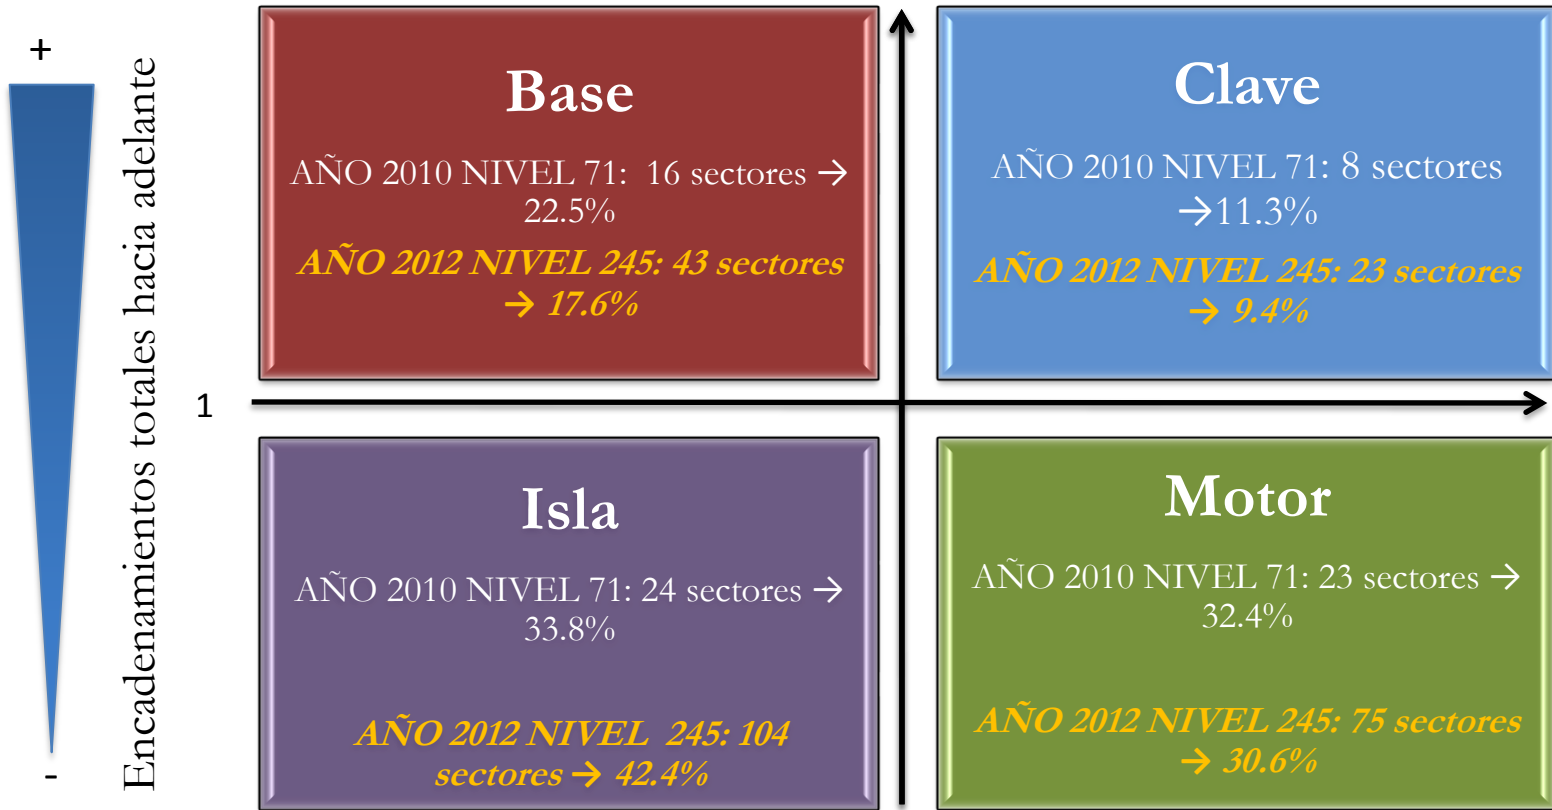 +
Encadenamientos totales hacia adelante
-
1
Base
AÑO 2010 NIVEL 71: 16 sectores →
22.5%
AÑO 2012 NIVEL 245: 43 sectores
→ 17.6%
Clave
AÑO 2010 NIVEL 71: 8 sectores
→11.3%
AÑO 2012 NIVEL 245: 23 sectores
→ 9.4%
Isla
AÑO 2010 NIVEL 71: 24 sectores →
33.8%
AÑO 2012 NIVEL 245: 104
sectores → 42.4%
Motor
AÑO 2010 NIVEL 71: 23 sectores →
32.4%
AÑO 2012 NIVEL 245: 75 sectores
→ 30.6%